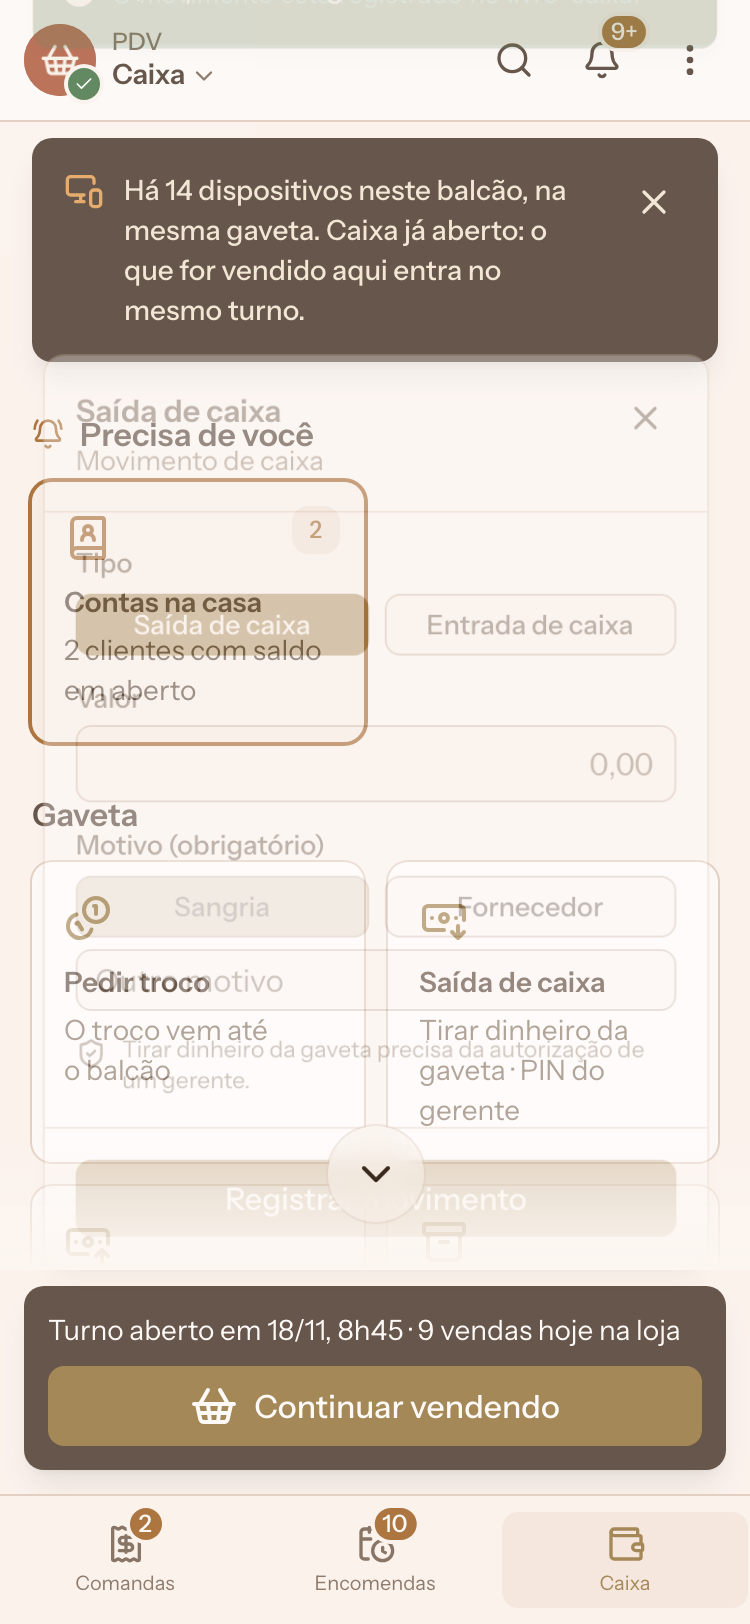 PDV
9+
Caixa
Há 14 dispositivos neste balcão, na
mesma gaveta. Caixa já aberto: o
que for vendido aqui entra no
mesmo turno.
Saída de caixa
Precisa de você
Movimento de caixa
2
Tipo
Contas na casa
Saída de caixa
Entrada de caixa
2 clientes com saldo
em aberto
Valor
0,00
Gaveta
Motivo (obrigatório)
Sangria
Fornecedor
Pedir troco
Outro motivo
Saída de caixa
O troco vem até
o balcão
Tirar dinheiro da
gaveta · PIN do
gerente
Tirar dinheiro da gaveta precisa da autorização de
um gerente.
Registrar movimento
Turno aberto em 18/11, 8h45 · 9 vendas hoje na loja
Continuar vendendo
2
10
Comandas
Encomendas
Caixa